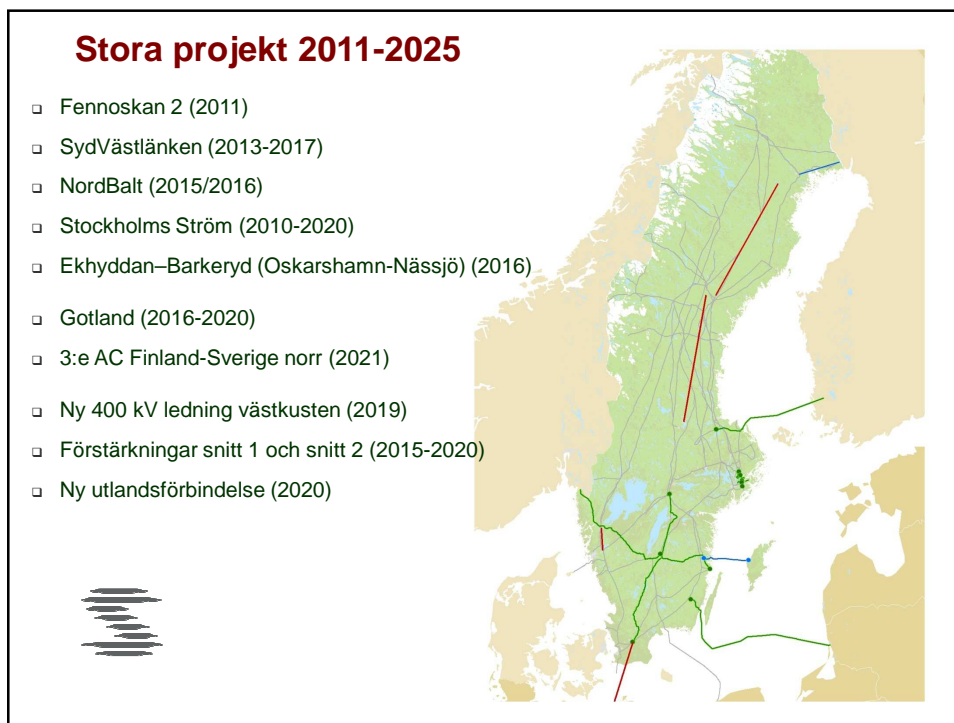 Stora projekt 2011-2025
Fennoskan 2 (2011)
SydVästlänken (2013-2017)
NordBalt (2015/2016)
Stockholms Ström (2010-2020)
Ekhyddan–Barkeryd (Oskarshamn-Nässjö) (2016)
Gotland (2016-2020)
3:e AC Finland-Sverige norr (2021)
Ny 400 kV ledning västkusten (2019)
Förstärkningar snitt 1 och snitt 2 (2015-2020)
Ny utlandsförbindelse (2020)